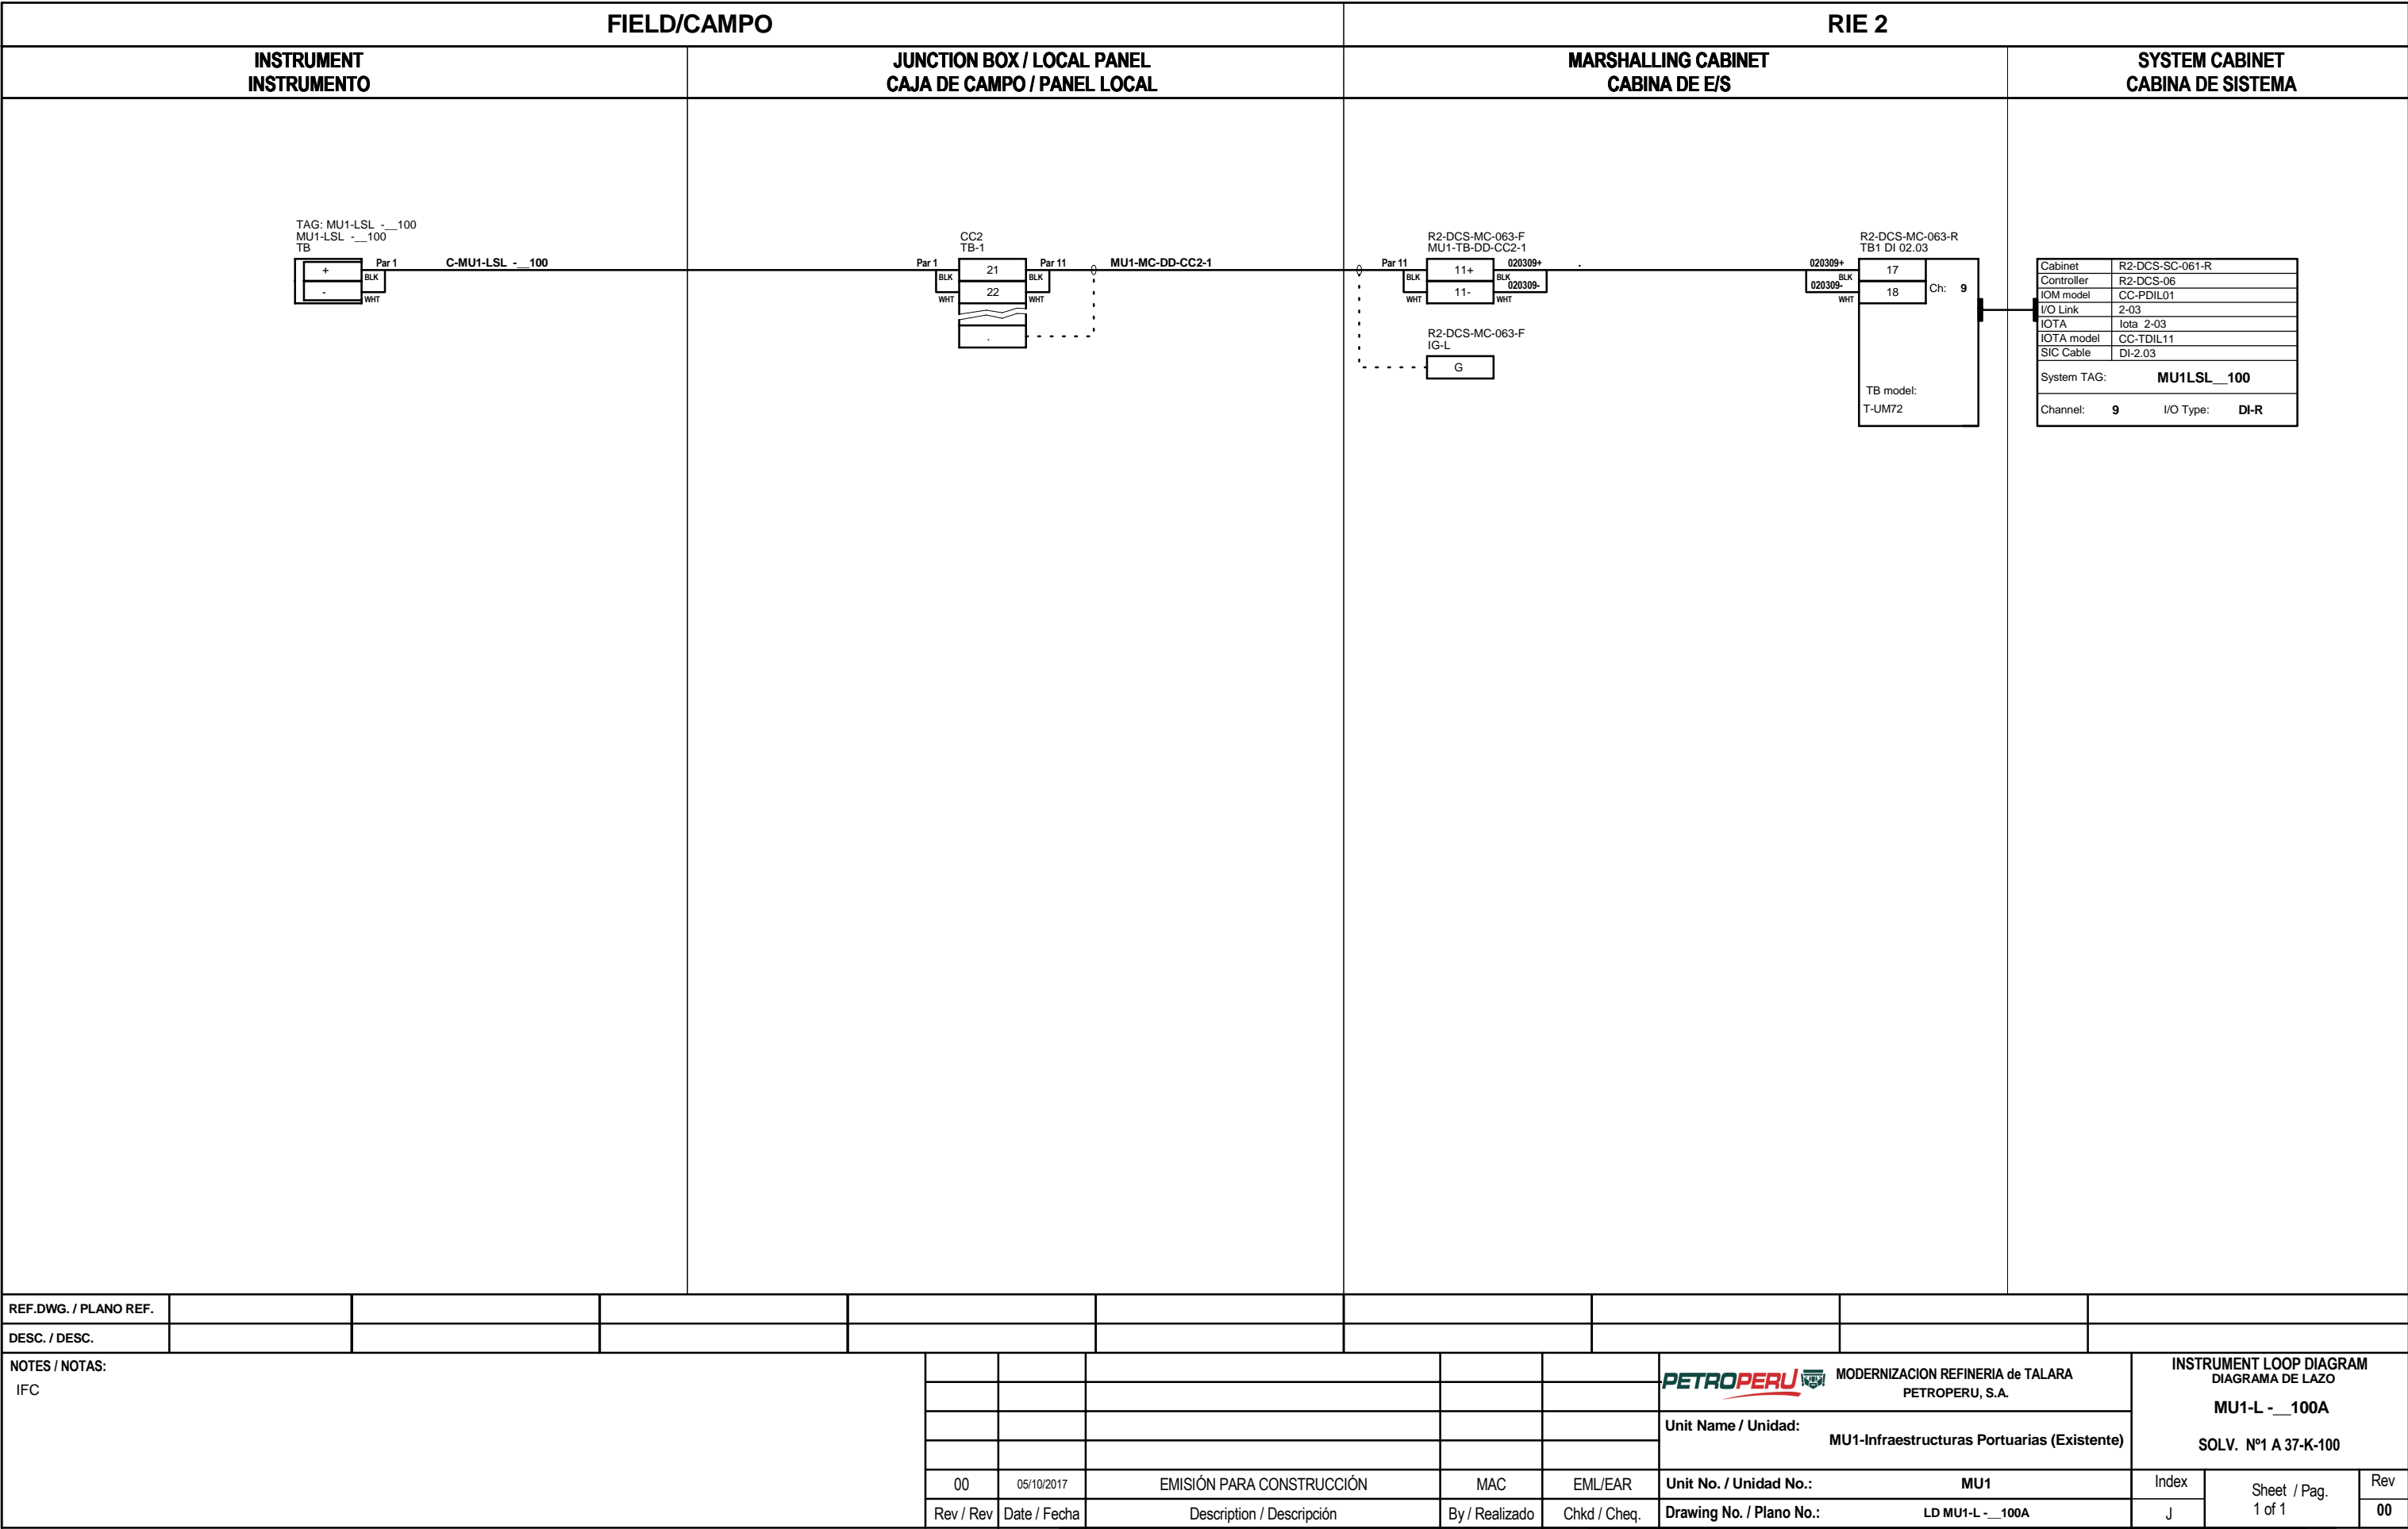 FIELD/CAMPO
RIE 2
INSTRUMENT
INSTRUMENTO
JUNCTION BOX / LOCAL PANEL
CAJA DE CAMPO / PANEL LOCAL
MARSHALLING CABINET
CABINA DE E/S
SYSTEM CABINET
CABINA DE SISTEMA
TAG: MU1-LSL -__100
MU1-LSL -__100
TB
+
-
Par 1
BLK
WHT
C-MU1-LSL -__100
CC2
TB-1
Par 1
BLK
WHT
21
22
.
Par 11
BLK
WHT
MU1-MC-DD-CC2-1
R2-DCS-MC-063-F
MU1-TB-DD-CC2-1
Par 11
BLK
WHT
11+
11-
020309+
BLK
020309-
WHT
.
R2-DCS-MC-063-F
IG-L
G
R2-DCS-MC-063-R
TB1 DI 02.03
020309+
BLK
020309-
WHT
17
18
Ch: 9
TB model:
T-UM72
Cabinet R2-DCS-SC-061-R
Controller R2-DCS-06
IOM model CC-PDIL01
I/O Link 2-03
IOTA Iota 2-03
IOTA model CC-TDIL11
SIC Cable DI-2.03
System TAG: MU1LSL__100
Channel: 9 I/O Type: DI-R
REF.DWG. / PLANO REF.
DESC. / DESC.
NOTES / NOTAS:
IFC
00 05/10/2017 EMISIÓN PARA CONSTRUCCIÓN MAC EML/EAR
Rev / Rev Date / Fecha Description / Descripción By / Realizado Chkd / Cheq.
PETROPERU
MODERNIZACION REFINERIA de TALARA
PETROPERU, S.A.
Unit Name / Unidad:
MU1-Infraestructuras Portuarias (Existente)
Unit No. / Unidad No.: MU1
Drawing No. / Plano No.: LD MU1-L -__100A
INSTRUMENT LOOP DIAGRAM
DIAGRAMA DE LAZO
MU1-L -__100A
SOLV. Nº1 A 37-K-100
Index
J
Sheet / Pag.
1 of 1
Rev
00